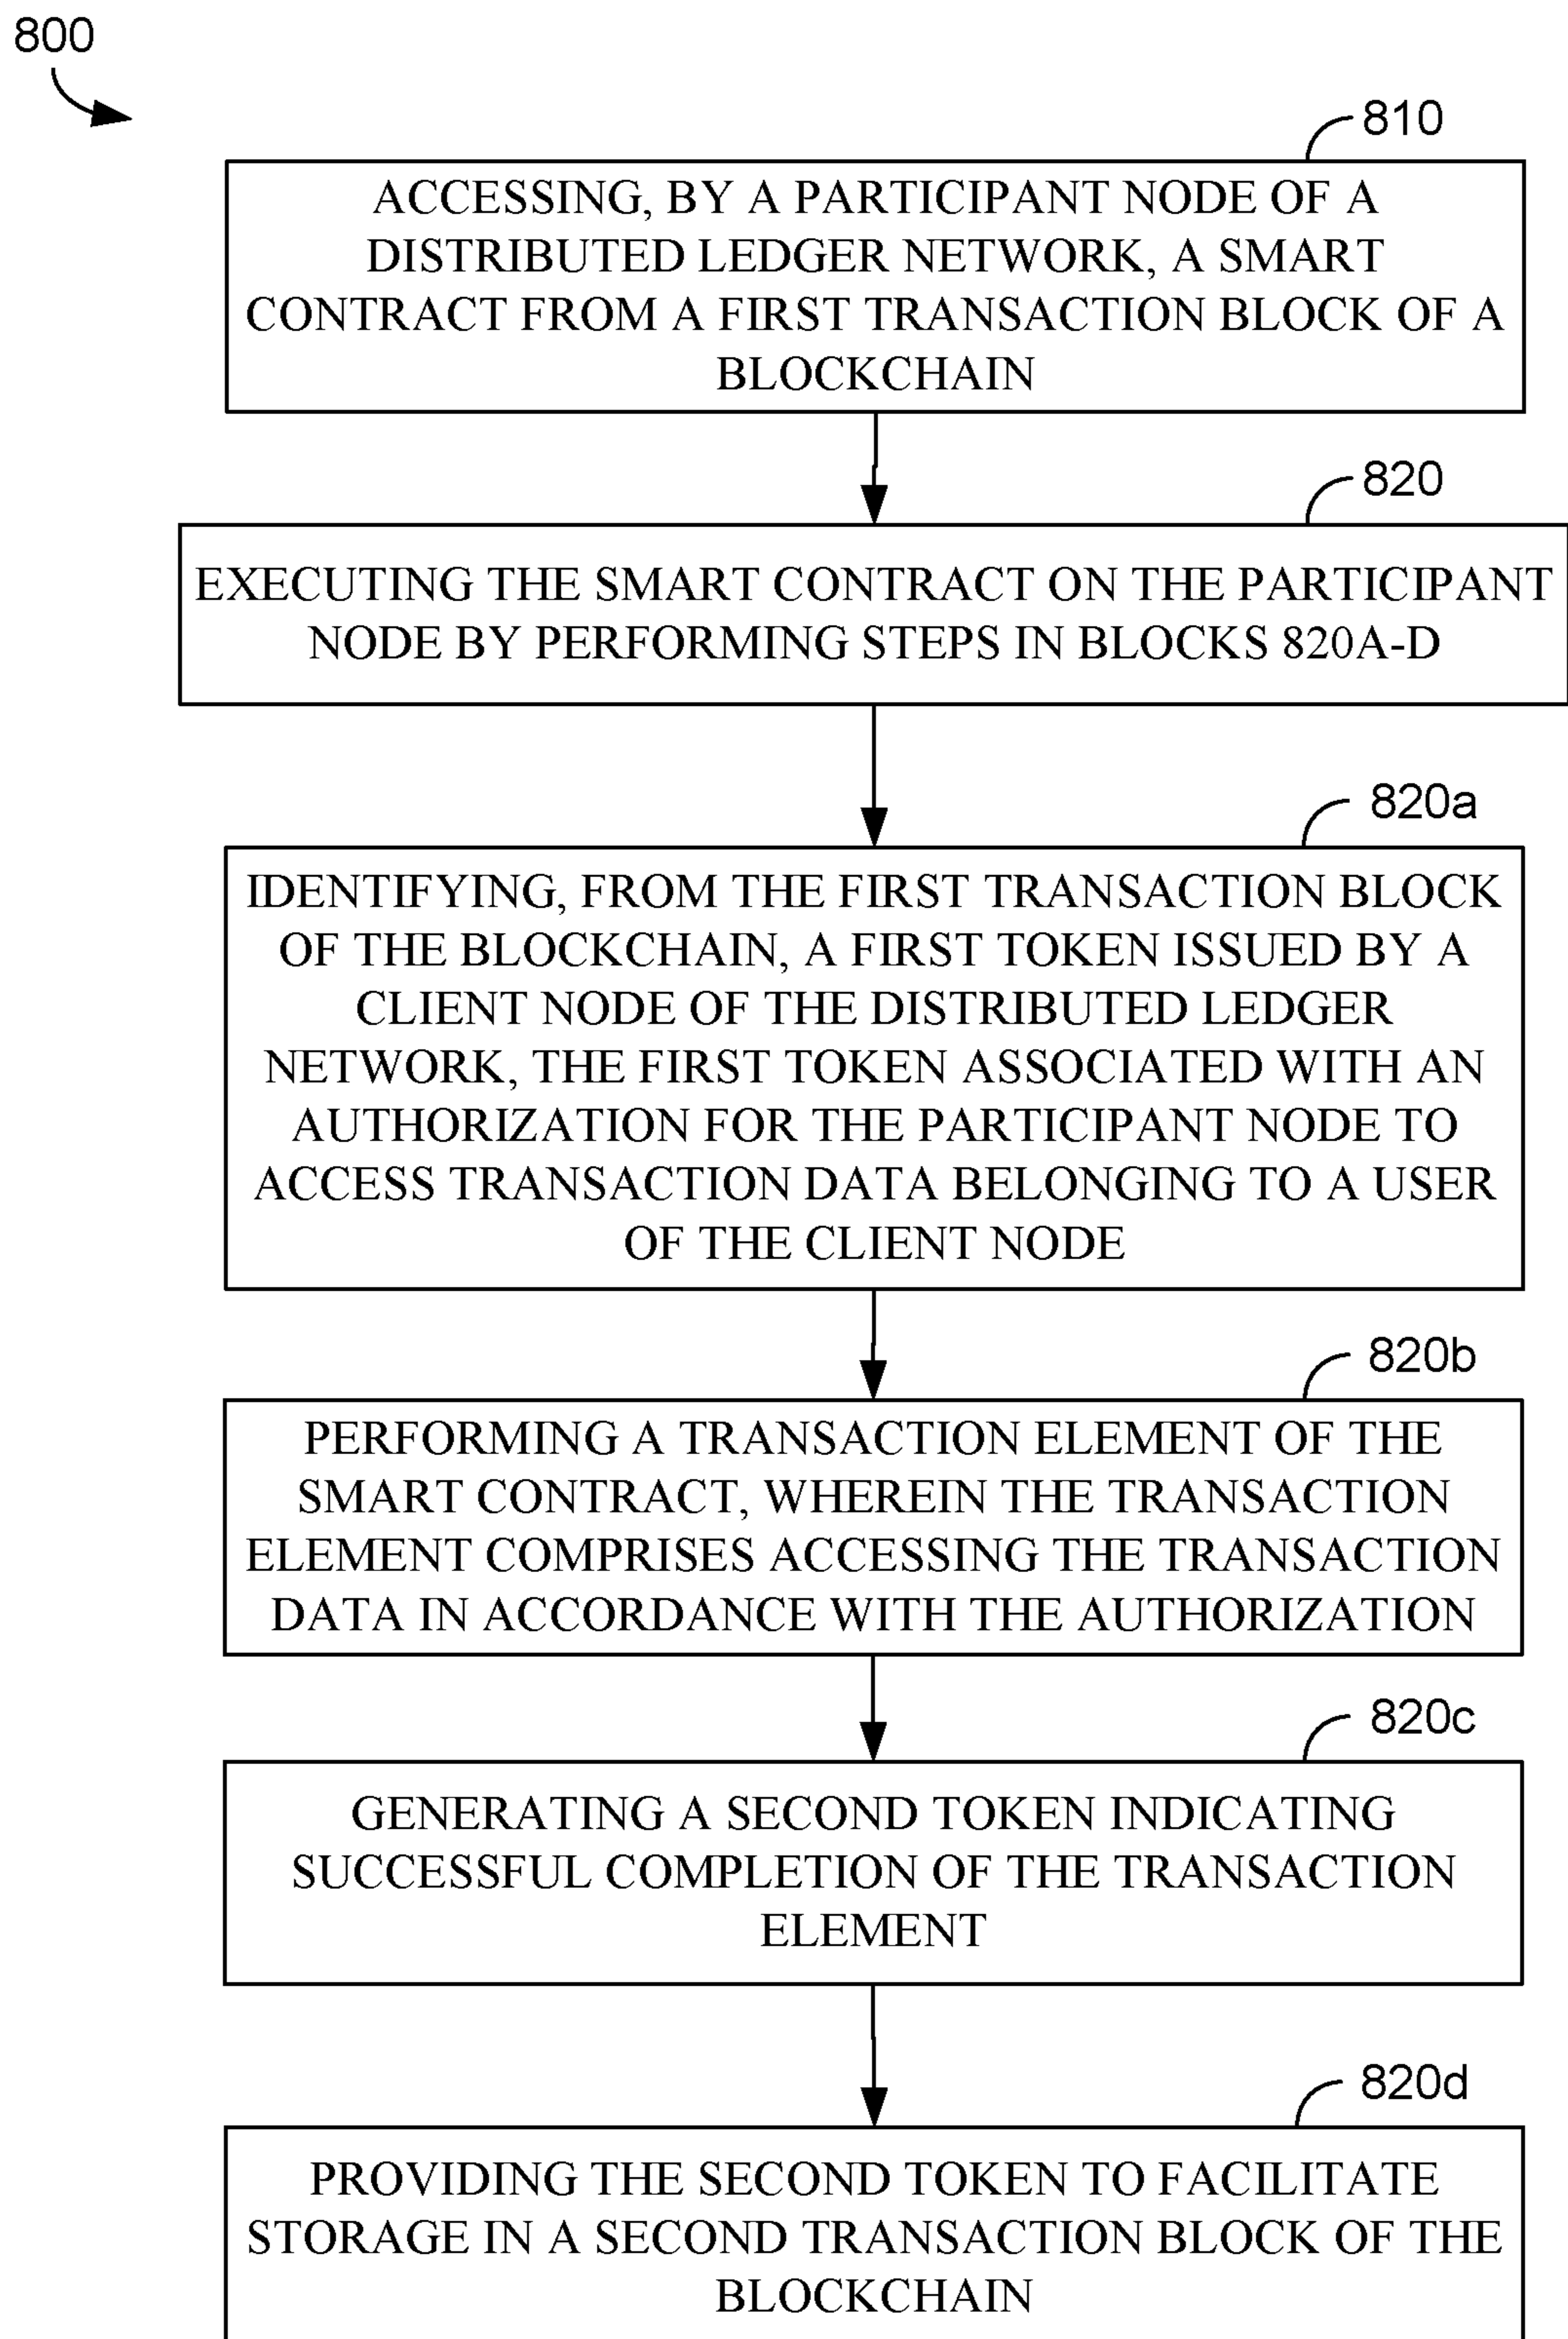 800
810
ACCESSING, BY A PARTICIPANT NODE OF A
DISTRIBUTED LEDGER NETWORK, A SMART
CONTRACT FROM A FIRST TRANSACTION BLOCK OF A
BLOCKCHAIN
820
EXECUTING THE SMART CONTRACT ON THE PARTICIPANT
NODE BY PERFORMING STEPS IN BLOCKS 820A-D
820a
IDENTIFYING, FROM THE FIRST TRANSACTION BLOCK
OF THE BLOCKCHAIN, A FIRST TOKEN ISSUED BY A
CLIENT NODE OF THE DISTRIBUTED LEDGER
NETWORK, THE FIRST TOKEN ASSOCIATED WITH AN
AUTHORIZATION FOR THE PARTICIPANT NODE TO
ACCESS TRANSACTION DATA BELONGING TO A USER
OF THE CLIENT NODE
820b
PERFORMING A TRANSACTION ELEMENT OF THE
SMART CONTRACT, WHEREIN THE TRANSACTION
ELEMENT COMPRISES ACCESSING THE TRANSACTION
DATA IN ACCORDANCE WITH THE AUTHORIZATION
820c
GENERATING A SECOND TOKEN INDICATING
SUCCESSFUL COMPLETION OF THE TRANSACTION
ELEMENT
820d
PROVIDING THE SECOND TOKEN TO FACILITATE
STORAGE IN A SECOND TRANSACTION BLOCK OF THE
BLOCKCHAIN